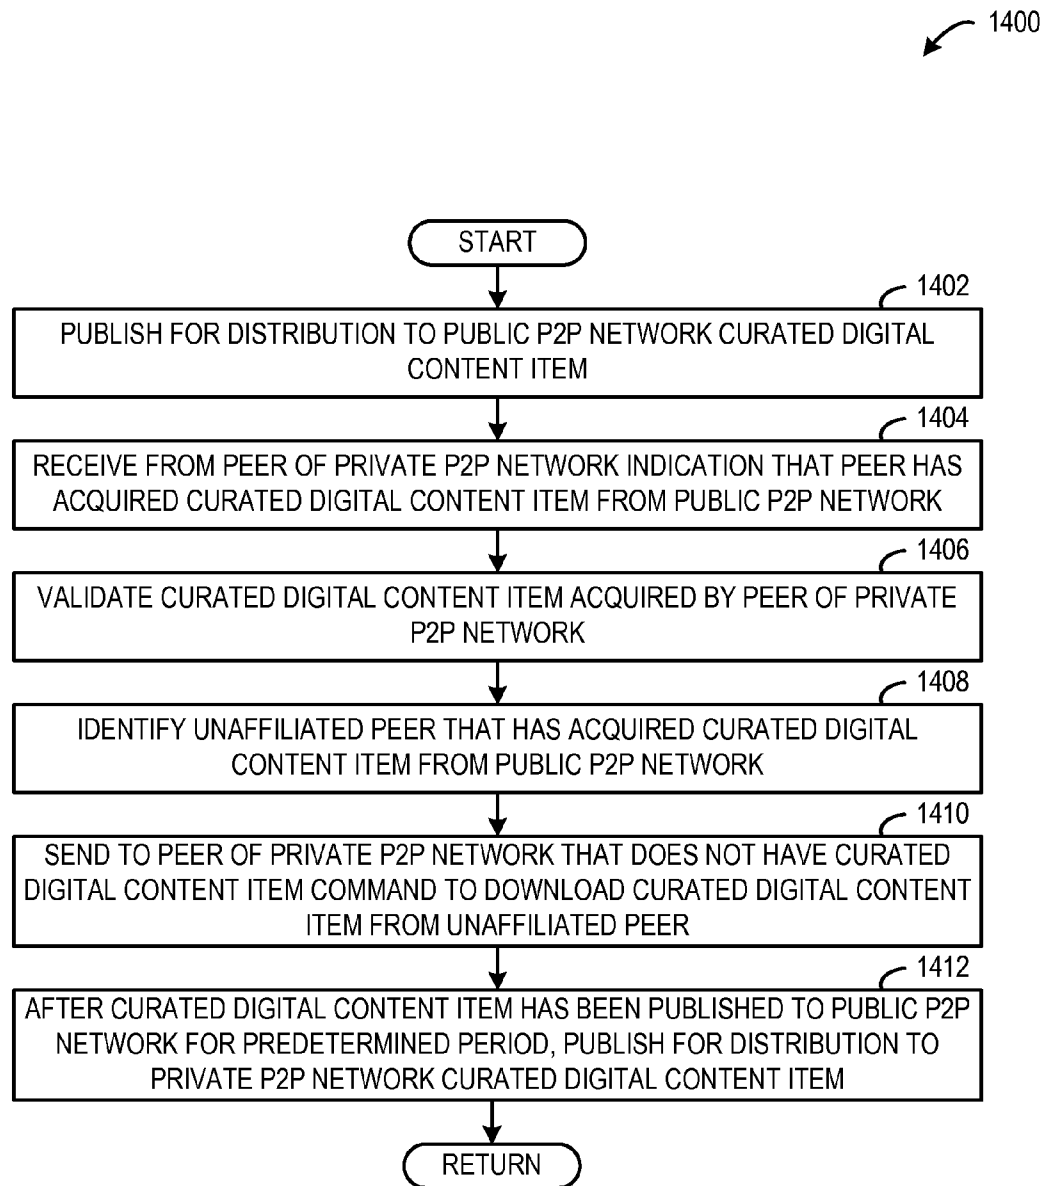 1400
START
1402
PUBLISH FOR DISTRIBUTION TO PUBLIC P2P NETWORK CURATED DIGITAL
CONTENT ITEM
1404
RECEIVE FROM PEER OF PRIVATE P2P NETWORK INDICATION THAT PEER HAS
ACQUIRED CURATED DIGITAL CONTENT ITEM FROM PUBLIC P2P NETWORK
1406
VALIDATE CURATED DIGITAL CONTENT ITEM ACQUIRED BY PEER OF PRIVATE
P2P NETWORK
1408
IDENTIFY UNAFFILIATED PEER THAT HAS ACQUIRED CURATED DIGITAL
CONTENT ITEM FROM PUBLIC P2P NETWORK
1410
SEND TO PEER OF PRIVATE P2P NETWORK THAT DOES NOT HAVE CURATED
DIGITAL CONTENT ITEM COMMAND TO DOWNLOAD CURATED DIGITAL CONTENT
ITEM FROM UNAFFILIATED PEER
1412
AFTER CURATED DIGITAL CONTENT ITEM HAS BEEN PUBLISHED TO PUBLIC P2P
NETWORK FOR PREDETERMINED PERIOD, PUBLISH FOR DISTRIBUTION TO
PRIVATE P2P NETWORK CURATED DIGITAL CONTENT ITEM
RETURN